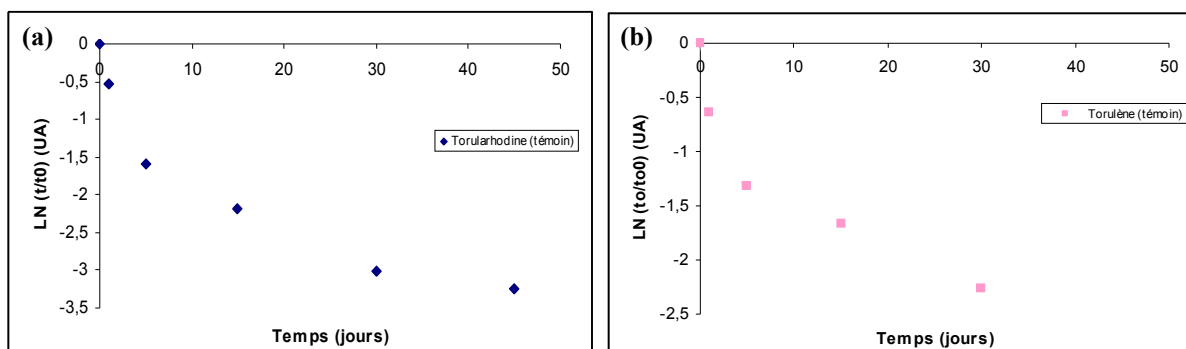 (a)
0
0 10 20 30 40 50
-0,5
-1
-1,5
-2
-2,5
-3
-3,5
LN (t/t0) (UA)
Temps (jours)
Torularhodine (témoin)
(b)
0
0 10 20 30 40 50
-0,5
-1
-1,5
-2
-2,5
LN (to/to0) (UA)
Temps (jours)
Torulène (témoin)